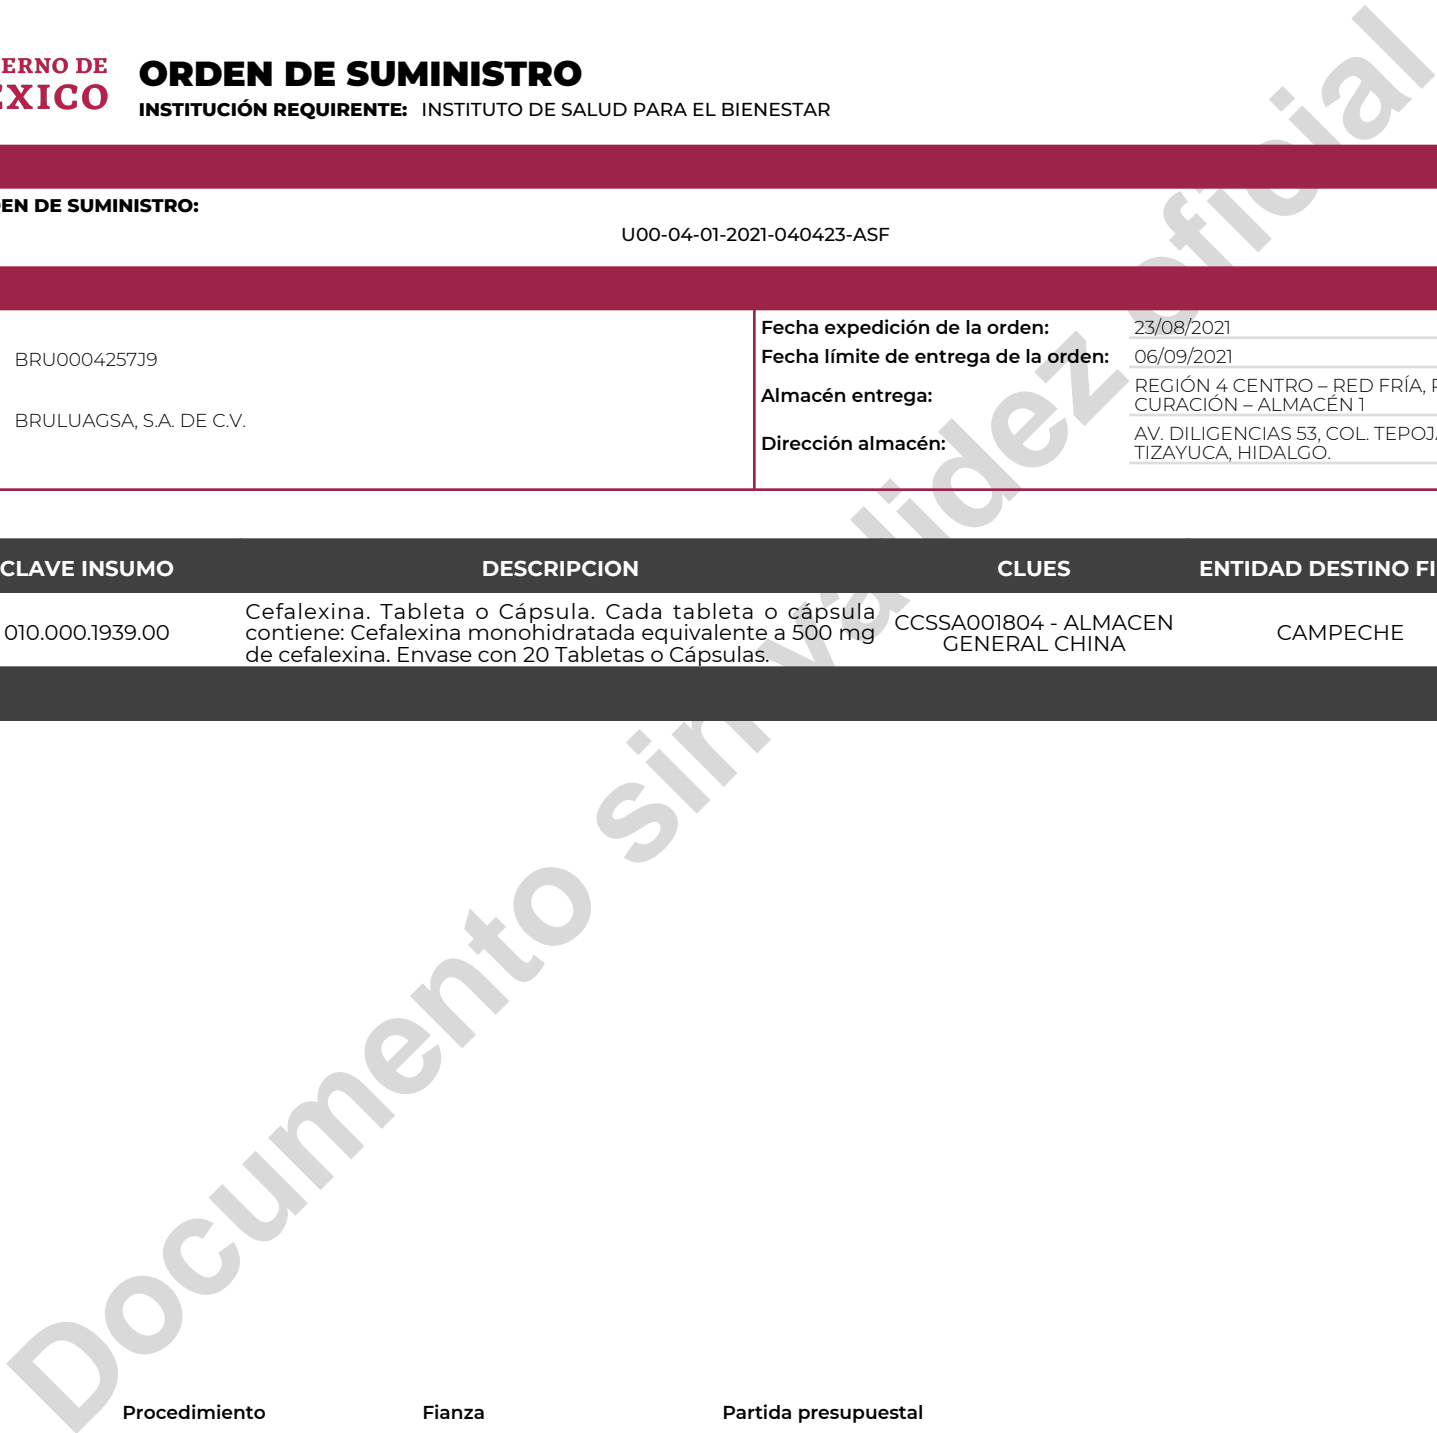 ERNO DE
ÉXICO
ORDEN DE SUMINISTRO
INSTITUCIÓN REQUIRENTE: INSTITUTO DE SALUD PARA EL BIENESTAR
EN DE SUMINISTRO:
U00-04-01-2021-040423-ASF
BRU0004257J9
BRULUAGSA, S.A. DE C.V.
Fecha expedición de la orden: 23/08/2021
Fecha límite de entrega de la orden: 06/09/2021
Almacén entrega: REGIÓN 4 CENTRO – RED FRÍA,
CURACIÓN – ALMACÉN 1
Dirección almacén: AV. DILIGENCIAS 53, COL. TEPOJ
TIZAYUCA, HIDALGO.
CLAVE INSUMO DESCRIPCION CLUES ENTIDAD DESTINO FI
010.000.1939.00
Cefalexina. Tableta o Cápsula. Cada tableta o cápsula
contiene: Cefalexina monohidratada equivalente a 500 mg
de cefalexina. Envase con 20 Tabletas o Cápsulas.
CCSSA001804 - ALMACEN
GENERAL CHINA
CAMPECHE
Documento sin validez oficial
Procedimiento Fianza Partida presupuestal